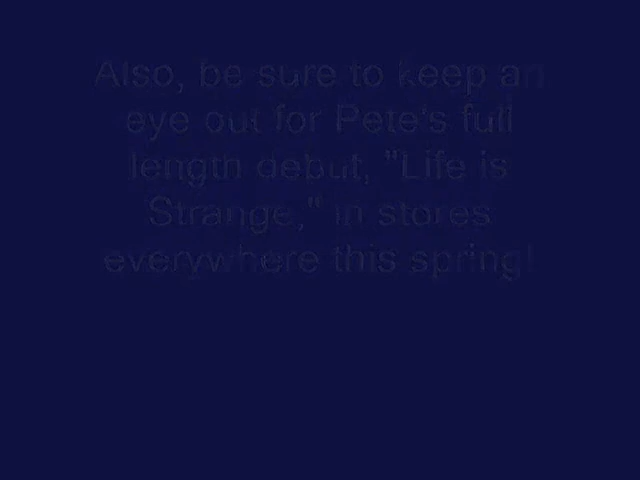 Also, be sure to keep an
eye out for Pete's full
length debut, "Life is
Strange," in stores
everywhere this spring!